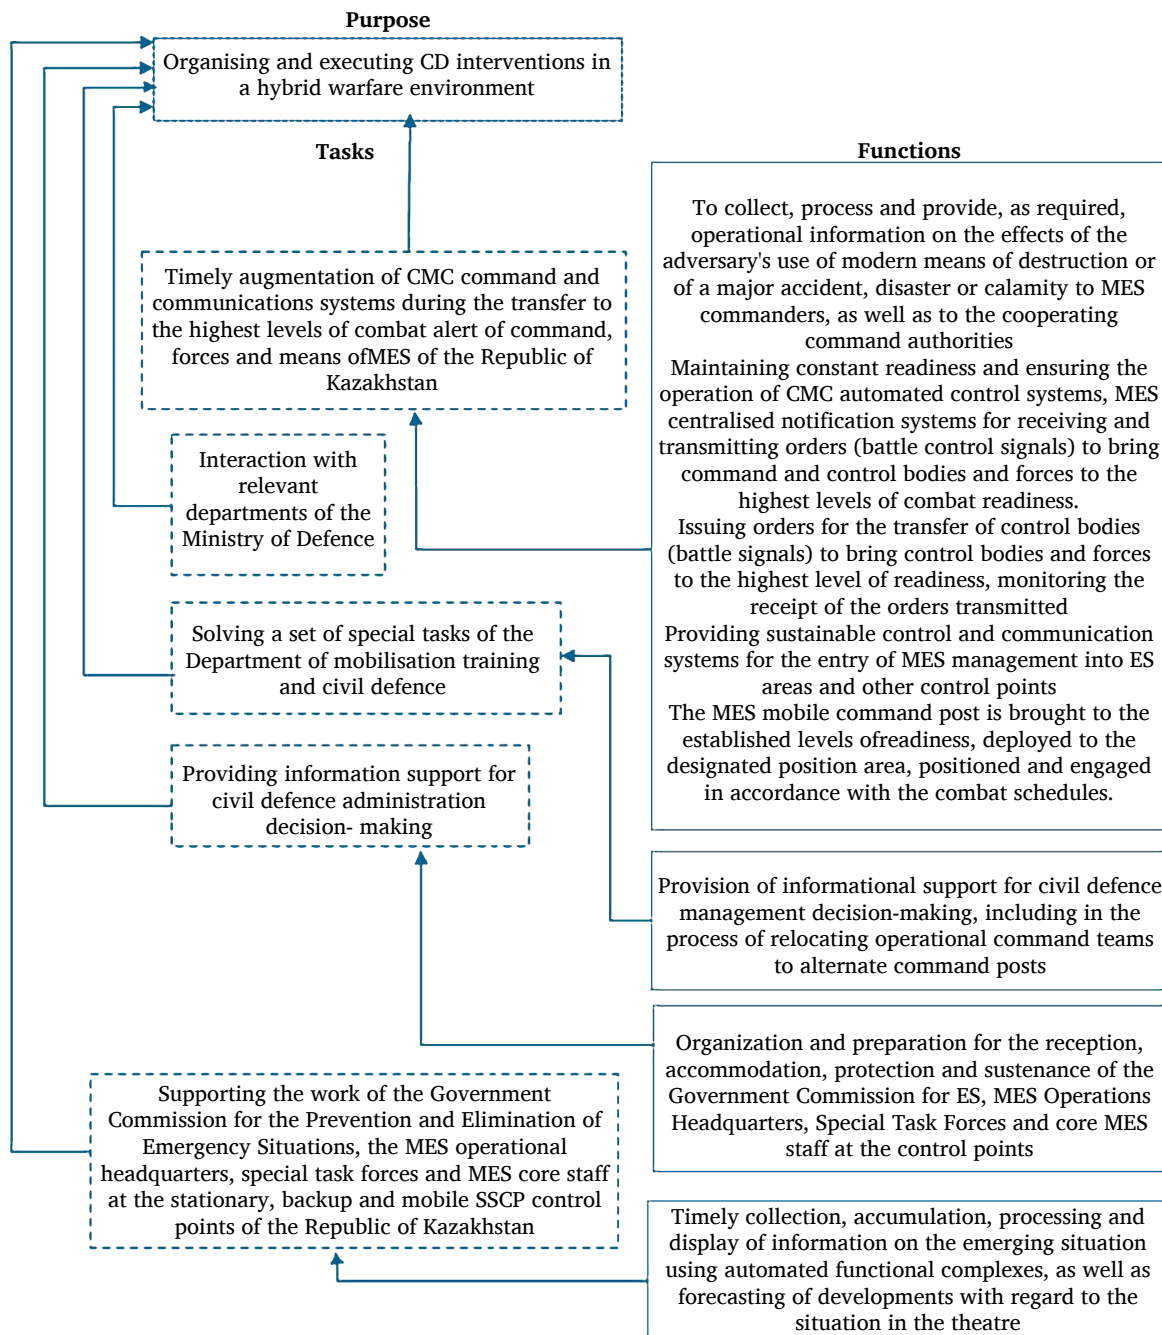 Purpose
Organising and executing CD interventions in
a hybrid warfare environment
Tasks
Timely augmentation of CMC command and
communications systems during the transfer to
the highest levels of combat alert of command,
forces and means ofMES of the Republic of
Kazakhstan
Interaction with
relevant
departments of the
Ministry of Defence
Solving a set of special tasks of the
Department of mobilisation training
and civil defence
Providing information support for
civil defence administration
decision- making
Supporting the work of the Government
Commission for the Prevention and Elimination of
Emergency Situations, the MES operational
headquarters, special task forces and MES core staff
at the stationary, backup and mobile SSCP control
points of the Republic of Kazakhstan
Functions
To collect, process and provide, as required,
operational information on the effects of the
adversary's use of modern means of destruction or
of a major accident, disaster or calamity to MES
commanders, as well as to the cooperating
command authorities
Maintaining constant readiness and ensuring the
operation of CMC automated control systems, MES
centralised notification systems for receiving and
transmitting orders (battle control signals) to bring
command and control bodies and forces to the
highest levels of combat readiness.
Issuing orders for the transfer of control bodies
(battle signals) to bring control bodies and forces
to the highest level of readiness, monitoring the
receipt of the orders transmitted
Providing sustainable control and communication
systems for the entry of MES management into ES
areas and other control points
The MES mobile command post is brought to the
established levels ofreadiness, deployed to the
designated position area, positioned and engaged
in accordance with the combat schedules.
Provision of informational support for civil defence
management decision-making, including in the
process of relocating operational command teams
to alternate command posts
Organization and preparation for the reception,
accommodation, protection and sustenance of the
Government Commission for ES, MES Operations
Headquarters, Special Task Forces and core MES
staff at the control points
Timely collection, accumulation, processing and
display of information on the emerging situation
using automated functional complexes, as well as
forecasting of developments with regard to the
situation in the theatre